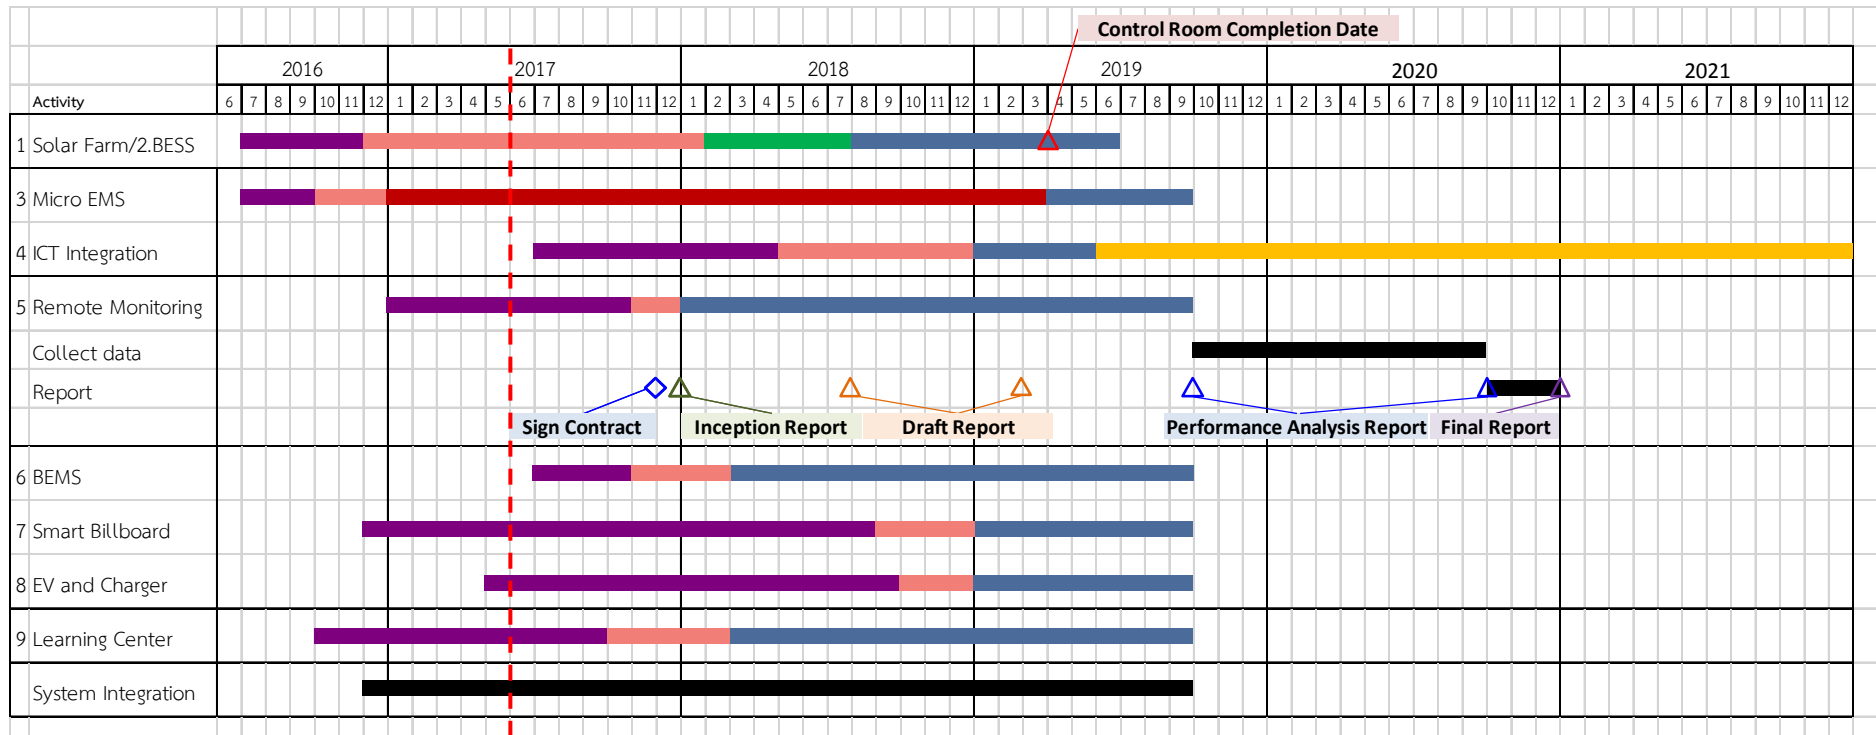 Control Room Completion Date
2016 2017 2018 2019 2020 2021
Activity 6 7 8 9 10 11 12 1 2 3 4 5 6 7 8 9 10 11 12 1 2 3 4 5 6 7 8 9 10 11 12 1 2 3 4 5 6 7 8 9 10 11 12 1 2 3 4 5 6 7 8 9 10 11 12 1 2 3 4 5 6 7 8 9 10 11 12
1 Solar Farm/2.BESS
3 Micro EMS
4 ICT Integration
5 Remote Monitoring
Collect data
Report
Sign Contract Inception Report Draft Report Performance Analysis Report Final Report
6 BEMS
7 Smart Billboard
8 EV and Charger
9 Learning Center
System Integration